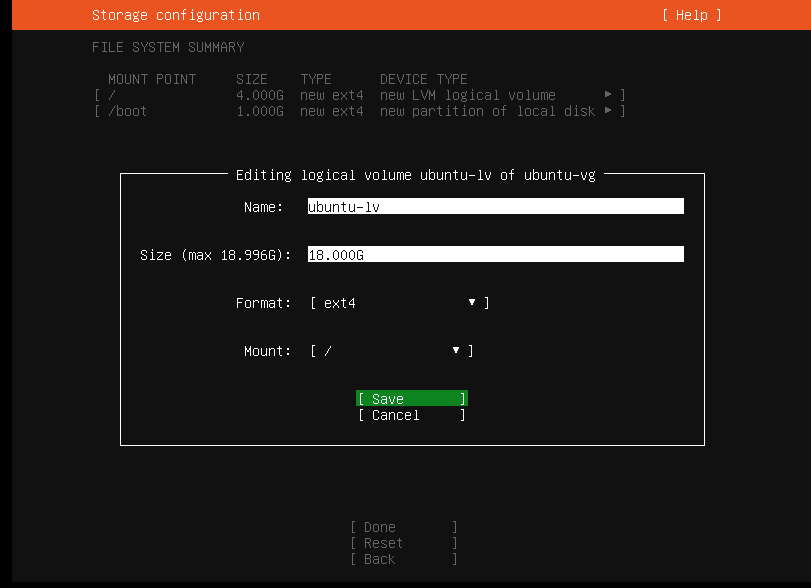 Storage configuration [ Help ]
FILE SYSTEM SUMMARY
MOUNT POINT SIZE TYPE DEVICE TYPE
[ / 4.000G new ext4 new LVM logical volume ▸ ]
[ /boot 1.000G new ext4 new partition of local disk ▸ ]
Editing logical volume ubuntu-lv of ubuntu-vg
Name: ubuntu-lv
Size (max 18.996G): 18.000G
Format: [ ext4 ▾ ]
Mount: [ / ▾ ]
[ Save ]
[ Cancel ]
[ Done ]
[ Reset ]
[ Back ]